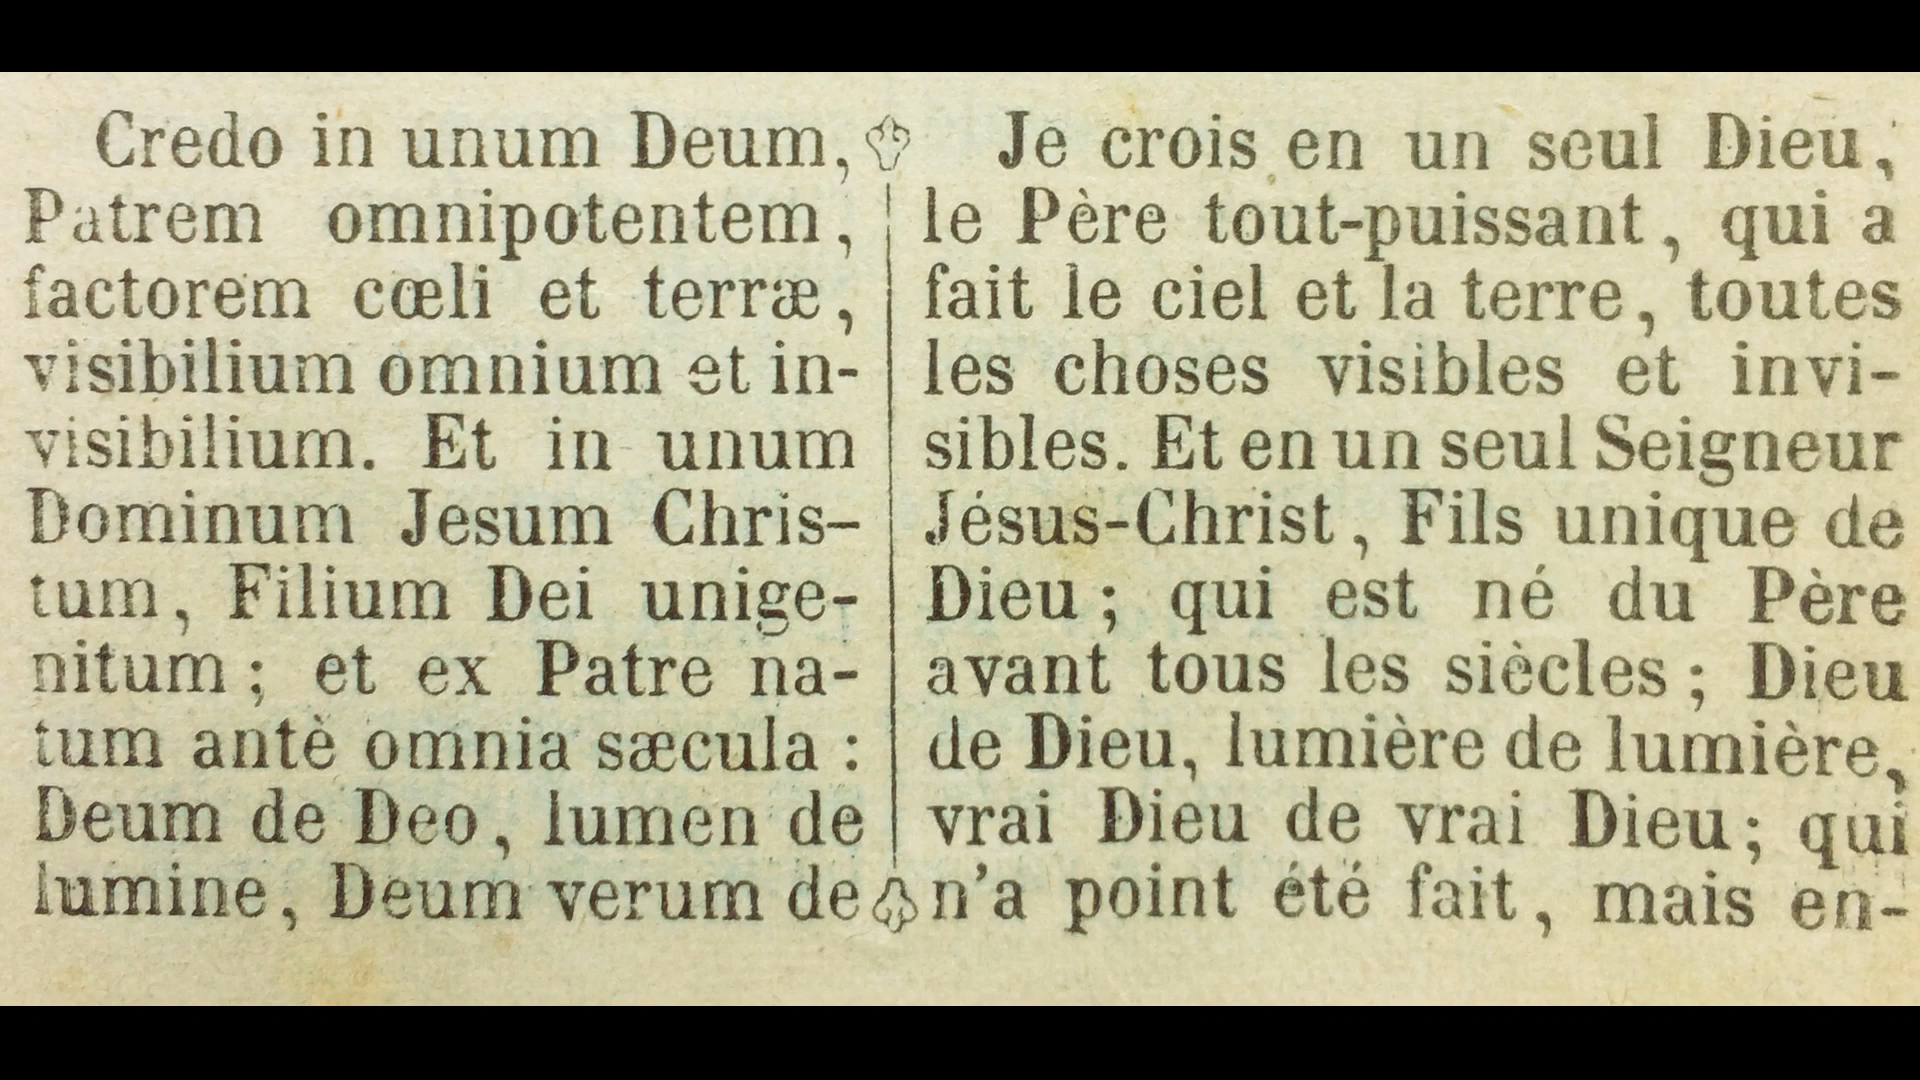 Credo in unum Deum,
Patrem omnipotentem,
factorem cœli et terræ,
visibilium omnium et in-
visibilium. Et in unum
Dominum Jesum Chris-
tum, Filium Dei unige-
nitum; et ex Patre na-
tum antè omnia sæcula :
Deum de Deo, lumen de
lumine, Deum verum de
Je crois en un seul Dieu,
le Père tout-puissant, qui a
fait le ciel et la terre, toutes
les choses visibles et invi-
sibles. Et en un seul Seigneur
Jésus-Christ, Fils unique de
Dieu; qui est né du Père
avant tous les siècles; Dieu
de Dieu, lumière de lumière,
vrai Dieu de vrai Dieu; qui
n'a point été fait, mais en-